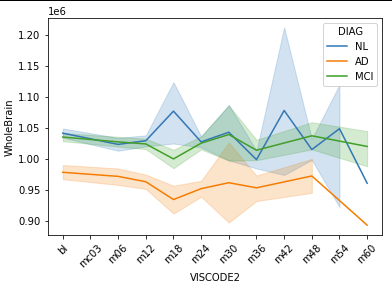 1e6
1.20
1.15
1.10
1.05
1.00
0.95
0.90
WholeBrain
DIAG
NL
AD
MCI
bl
mc03
m06
m12
m18
m24
m30
m36
m42
m48
m54
m60
VISCODE2